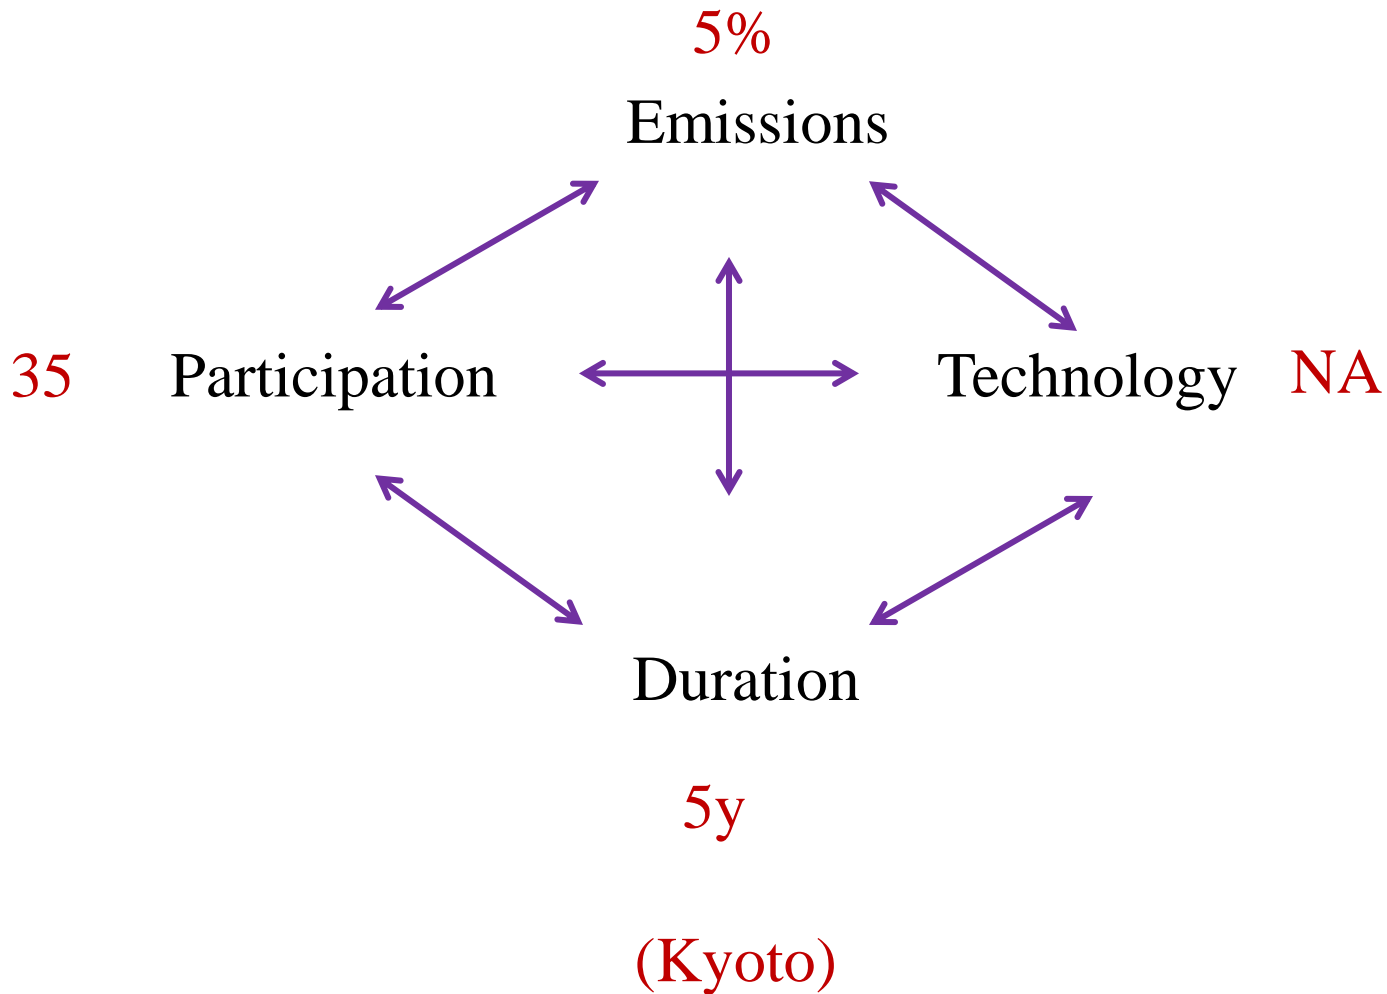 5%
Emissions
35 Participation Technology NA
Duration
5y
(Kyoto)